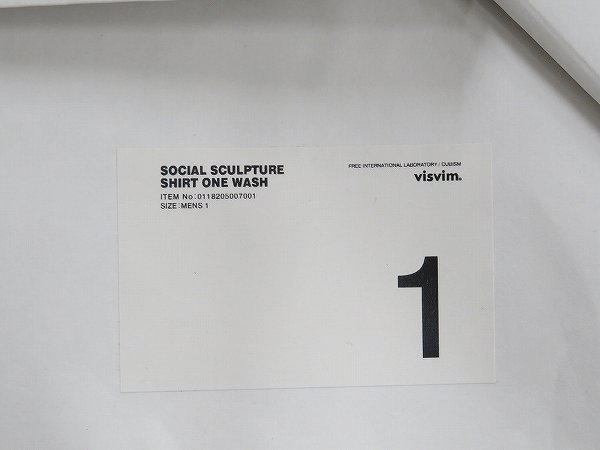 SOCIAL SCULPTURE
SHIRT ONE WASH
ITEM No:0118205007001
SIZE:MENS 1
FREE INTERNATIONAL LABORATORY / CUBISM
visvim.
1